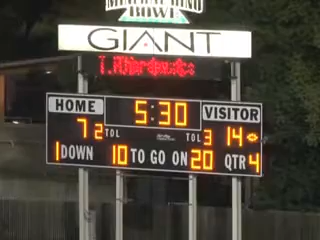 BOWL
GIANT
HOME 5:30 VISITOR
7 2 TOL TOL 3 14
1 DOWN 10 TO GO ON 20 QTR 4